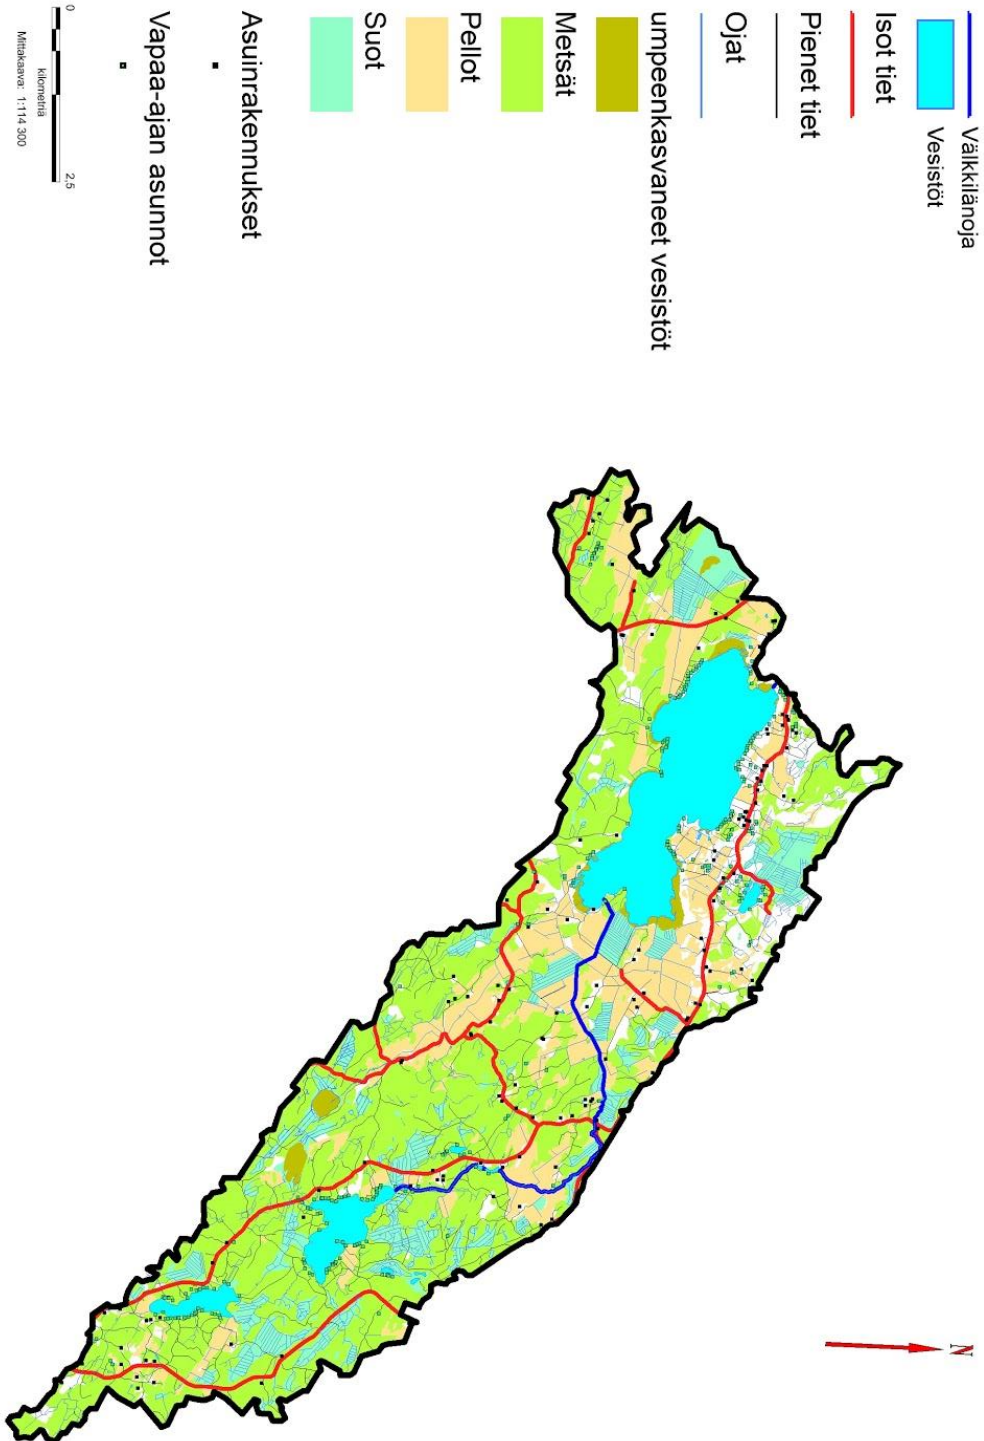 Välkkilänoja
Vesistöt
Isot tiet
Pienet tiet
Ojat
umpeenkasvaneet vesistöt
Metsät
Pellot
Suot
Asuinrakennukset
Vapaa-ajan asunnot
0 2,5
kilometriä
Mittakaava: 1:114 300
N